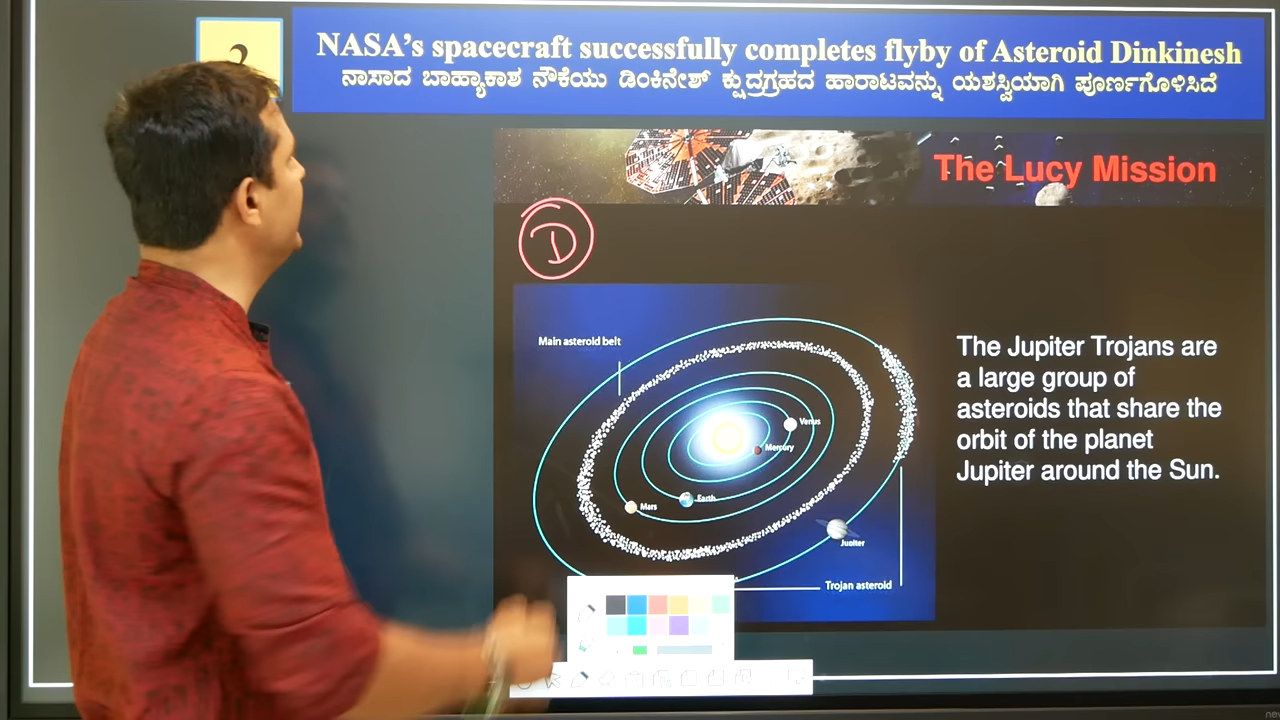 NASA's spacecraft successfully completes flyby of Asteroid Dinkinesh
ನಾಸಾದ ಬಾಹ್ಯಾಕಾಶ ನೌಕೆಯು ಡಿಂಕಿನೇಶ್ ಕ್ಷುದ್ರಗ್ರಹದ ಹಾರಾಟವನ್ನು ಯಶಸ್ವಿಯಾಗಿ ಪೂರ್ಣಗೊಳಿಸಿದೆ
The Lucy Mission
D
Main asteroid belt
The Jupiter Trojans are
a large group of
asteroids that share the
orbit of the planet
Jupiter around the Sun.
Venus
Mercury
Earth
Mars
Jupiter
Trojan asteroid